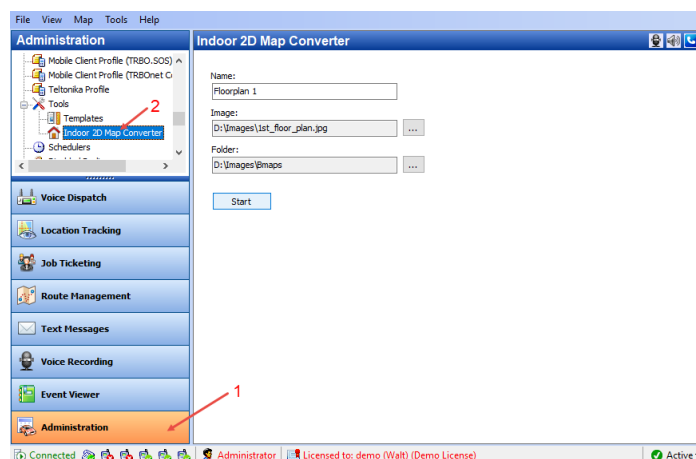 File View Map Tools Help
Administration
Indoor 2D Map Converter
Mobile Client Profile (TRBO.SOS)
Mobile Client Profile (TRBOnet Cl
Teltonika Profile
Tools
Templates
Indoor 2D Map Converter
Schedulers
2
Name:
Floorplan 1
Image:
D:\Images\1st_floor_plan.jpg
...
Folder:
D:\Images\Bmaps
...
Start
Voice Dispatch
Location Tracking
Job Ticketing
Route Management
Text Messages
Voice Recording
Event Viewer
Administration
1
Connected
Administrator
Licensed to: demo (Walt) (Demo License)
Active